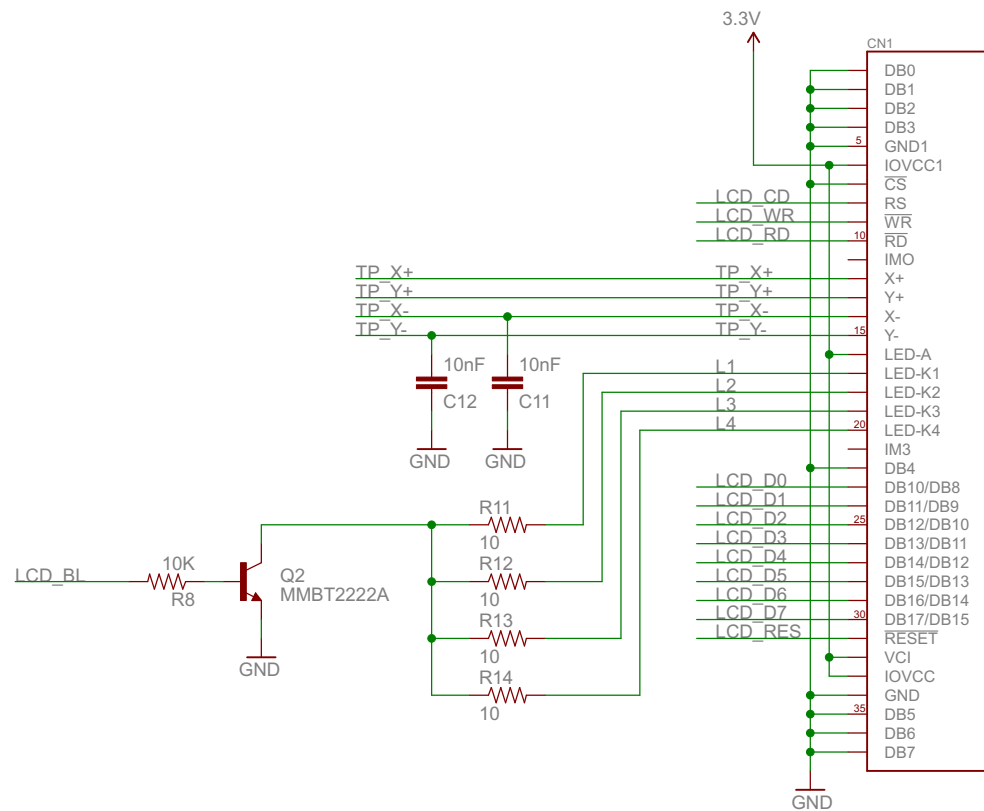 3.3V
CN1
DB0
DB1
DB2
DB3
5 GND1
IOVCC1
CS
LCD_CD RS
LCD_WR WR
LCD_RD 10 RD
IMO
TP_X+ TP_X+ X+
TP_Y+ TP_Y+ Y+
TP_X- TP_X- X-
TP_Y- TP_Y- 15 Y-
LED-A
10nF 10nF
L1 LED-K1
L2 LED-K2
C12 C11
L3 LED-K3
L4 20 LED-K4
IM3
GND GND
DB4
LCD_D0 DB10/DB8
LCD_D1 DB11/DB9
R11
LCD_D2 25 DB12/DB10
10
LCD_D3 DB13/DB11
LCD_D4 DB14/DB12
10K
R12
LCD_BL
Q2
LCD_D5 DB15/DB13
R8
MMBT2222A
10
LCD_D6 DB16/DB14
LCD_D7 30 DB17/DB15
R13
LCD_RES RESET
10
VCI
GND
IOVCC
R14
GND
10
35 DB5
DB6
DB7
GND